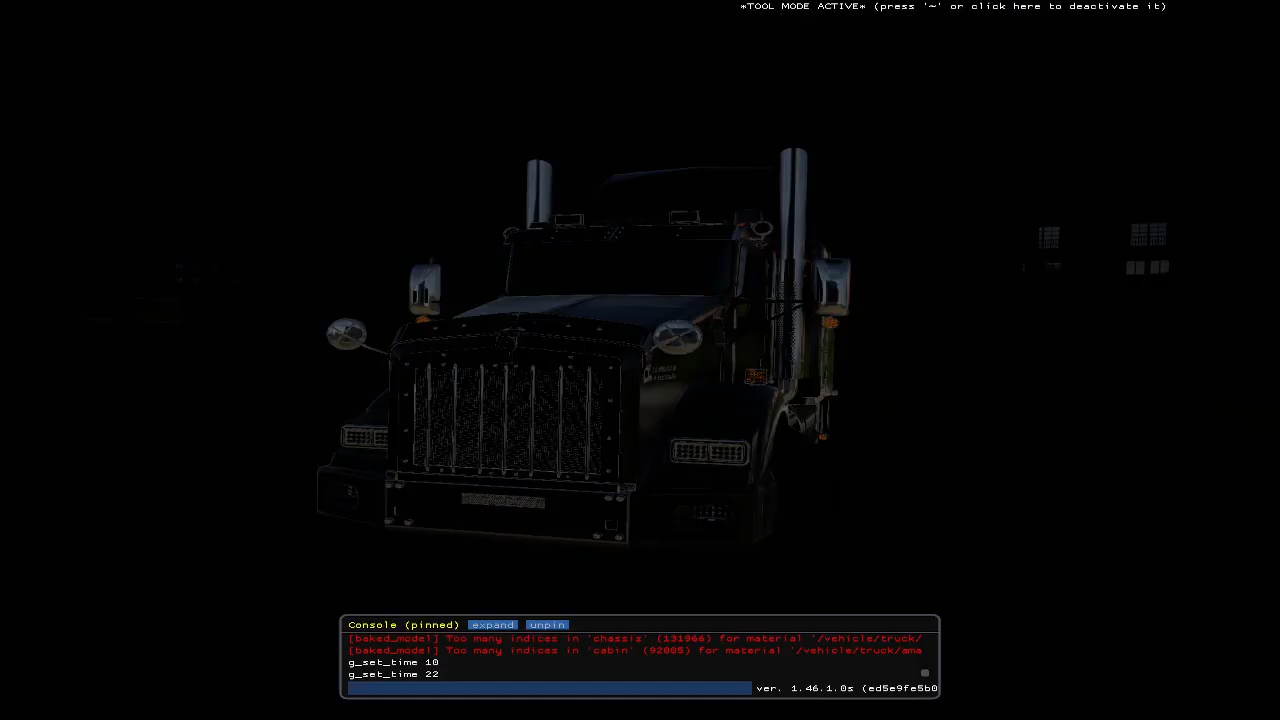 *TOOL MODE ACTIVE* (press '~' or click here to deactivate it)
Console (pinned) expand unpin
[baked_model] Too many indices in 'chassis' (131966) for material '/vehicle/truck/
[baked_model] Too many indices in 'cabin' (92805) for material '/vehicle/truck/ama
g_set_time 10
g_set_time 22
ver. 1.46.1.0s (ed5e9fe5b0